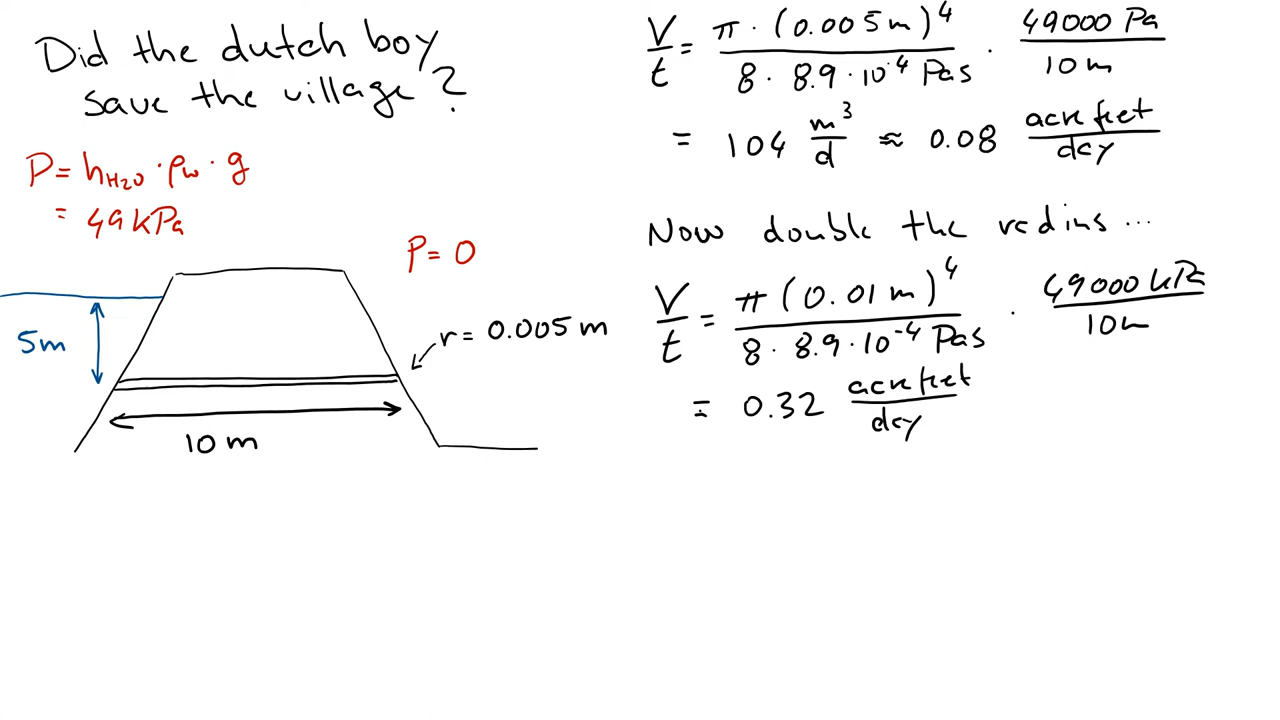 Did the dutch boy
save the village?
P = h_H2O · ρw · g
= 49 kPa
P = 0
5m
r = 0.005 m
10 m
V/t = π · (0.005 m)^4 / 8 · 8.9 · 10^-4 Pas · 49000 Pa / 10 m
= 104 m^3/d ≈ 0.08 acre feet/day
Now double the radius ...
V/t = π (0.01 m)^4 / 8 · 8.9 · 10^-4 Pas · 49000 kPa / 10m
= 0.32 acre feet/day